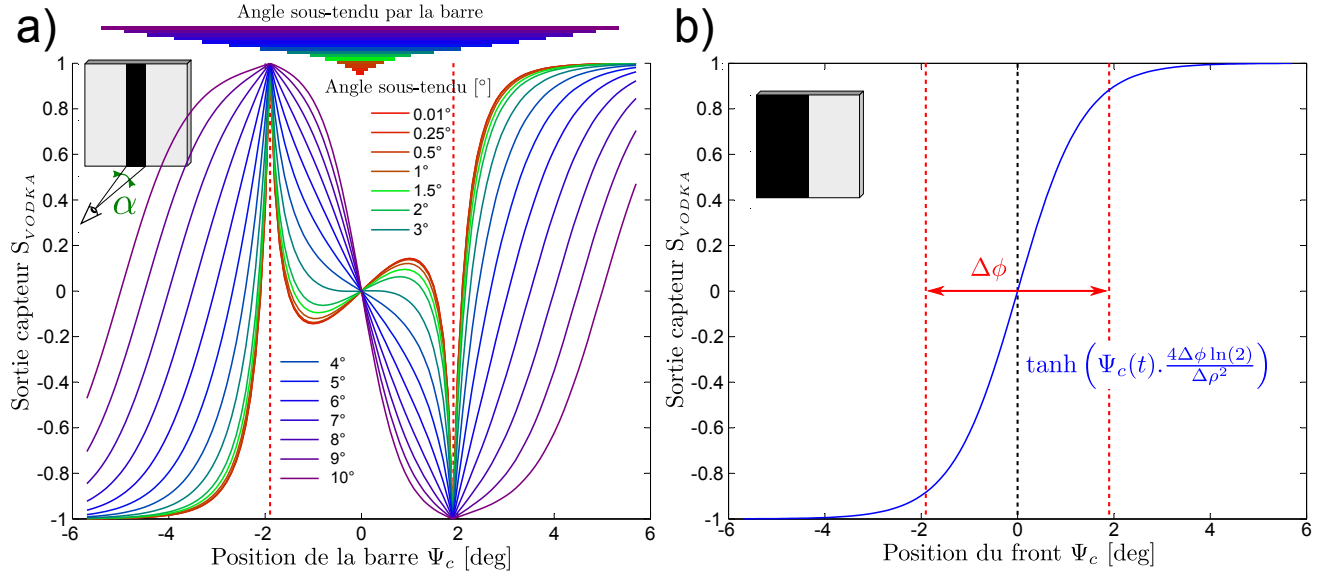 a)
Angle sous-tendu par la barre
α
Sortie capteur S_VODKA
1
0.8
0.6
0.4
0.2
0
-0.2
-0.4
-0.6
-0.8
-1
Angle sous-tendu [°]
0.01°
0.25°
0.5°
1°
1.5°
2°
3°
4°
5°
6°
7°
8°
9°
10°
-6 -4 -2 0 2 4 6
Position de la barre Ψ_c [deg]
b)
Sortie capteur S_VODKA
1
0.8
0.6
0.4
0.2
0
-0.2
-0.4
-0.6
-0.8
-1
Δϕ
tanh(Ψ_c(t).4Δϕ ln(2)/Δρ²)
-6 -4 -2 0 2 4 6
Position du front Ψ_c [deg]